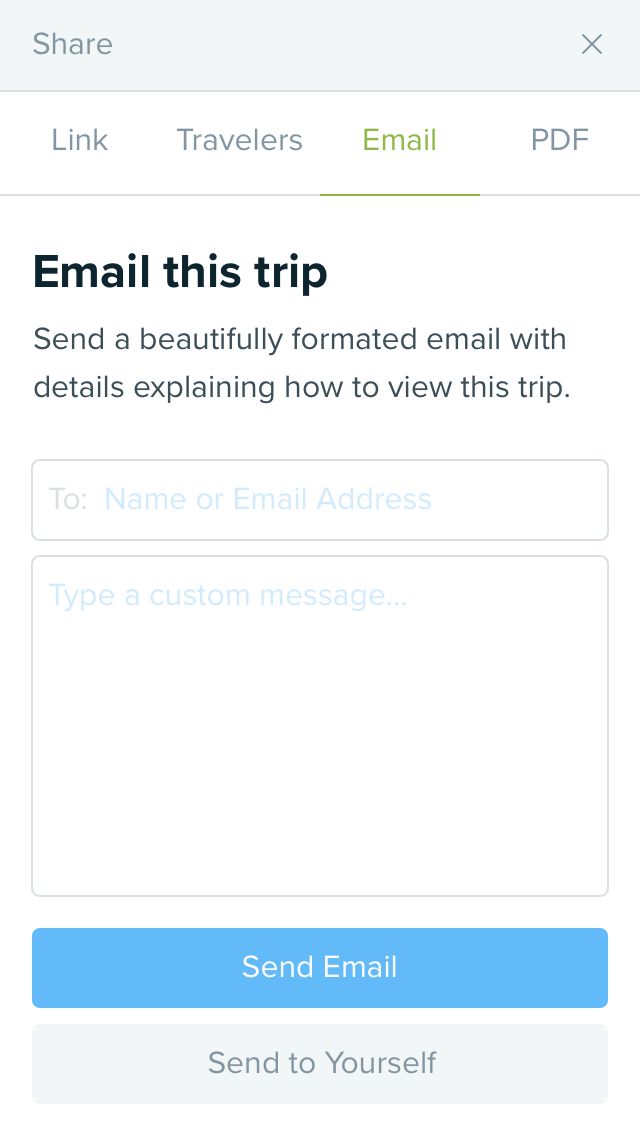 Share
Link Travelers Email PDF
Email this trip
Send a beautifully formated email with
details explaining how to view this trip.
To: Name or Email Address
Type a custom message...
Send Email
Send to Yourself